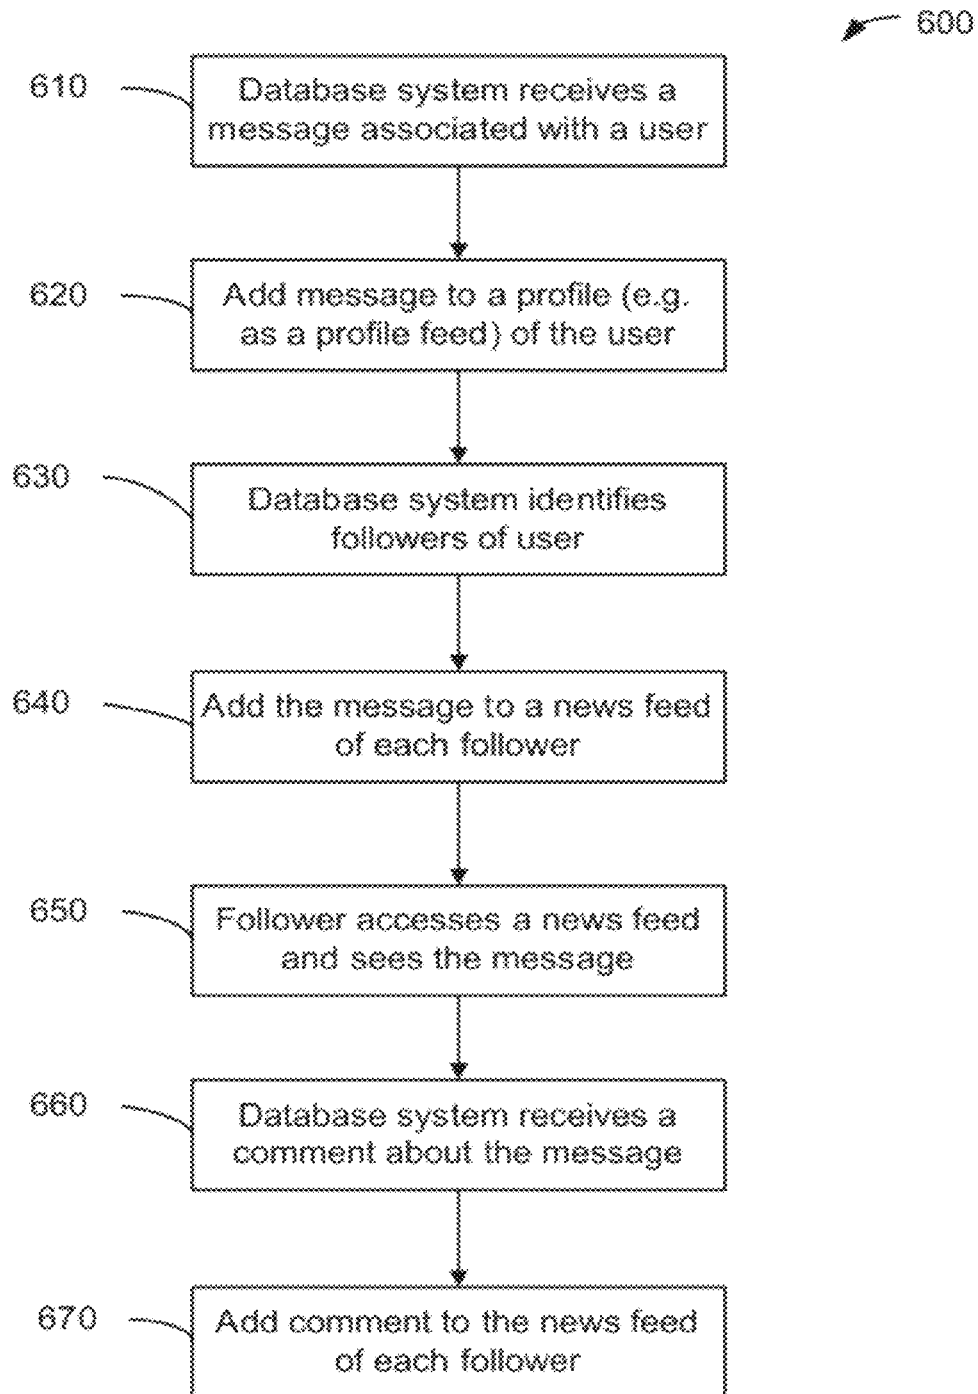 600
610
Database system receives a
message associated with a user
620
Add message to a profile (e.g.
as a profile feed) of the user
630
Database system identifies
followers of user
640
Add the message to a news feed
of each follower
650
Follower accesses a news feed
and sees the message
660
Database system receives a
comment about the message
670
Add comment to the news feed
of each follower